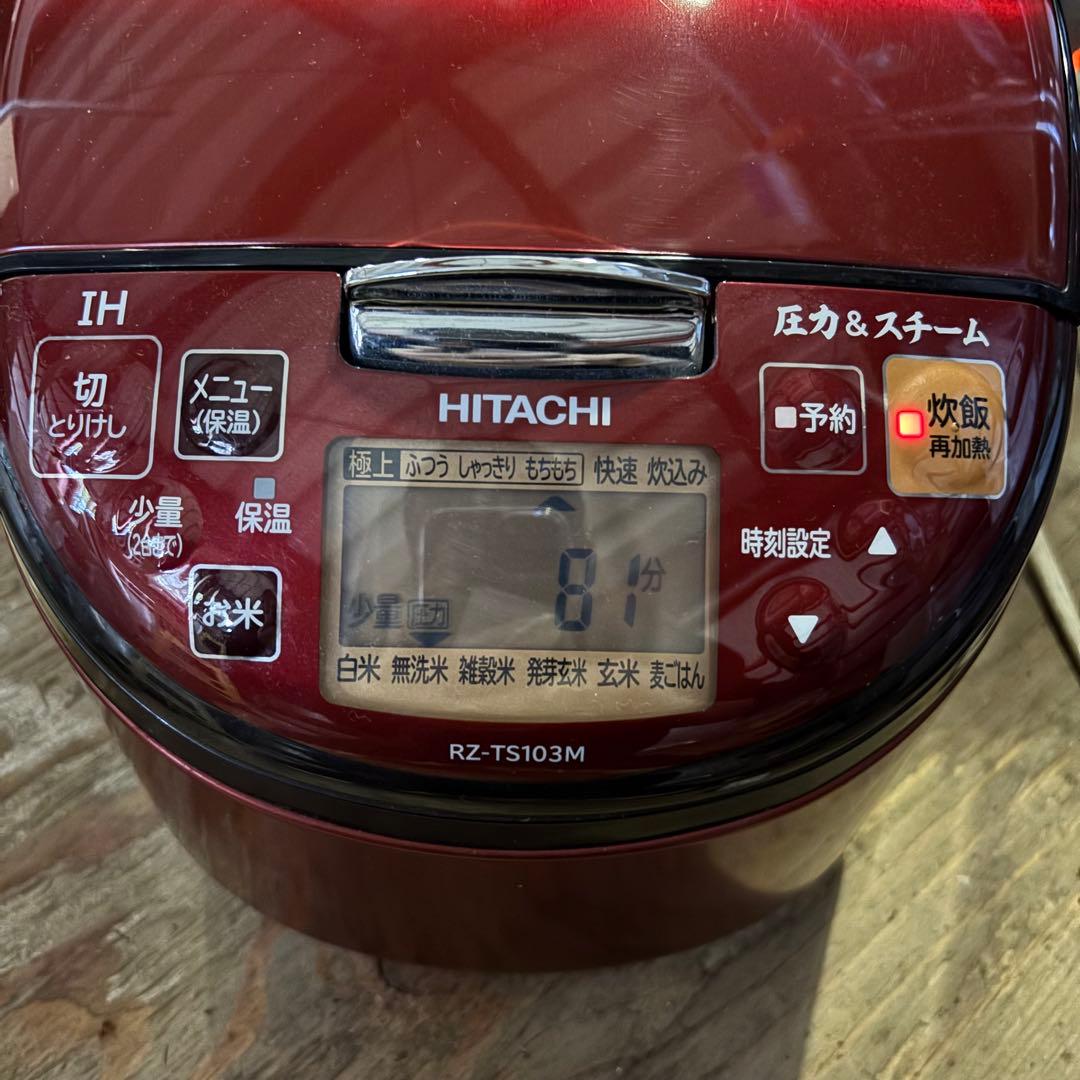 IH
切
とりけし
メニュー
(保温)
少量
(2合まで)
保温
お米
HITACHI
圧力&スチーム
予約
炊飯
再加熱
時刻設定
極上 ふつう しゃっきり もちもち 快速 炊込み
81分
少量 圧力
白米 無洗米 雑穀米 発芽玄米 玄米 麦ごはん
RZ-TS103M